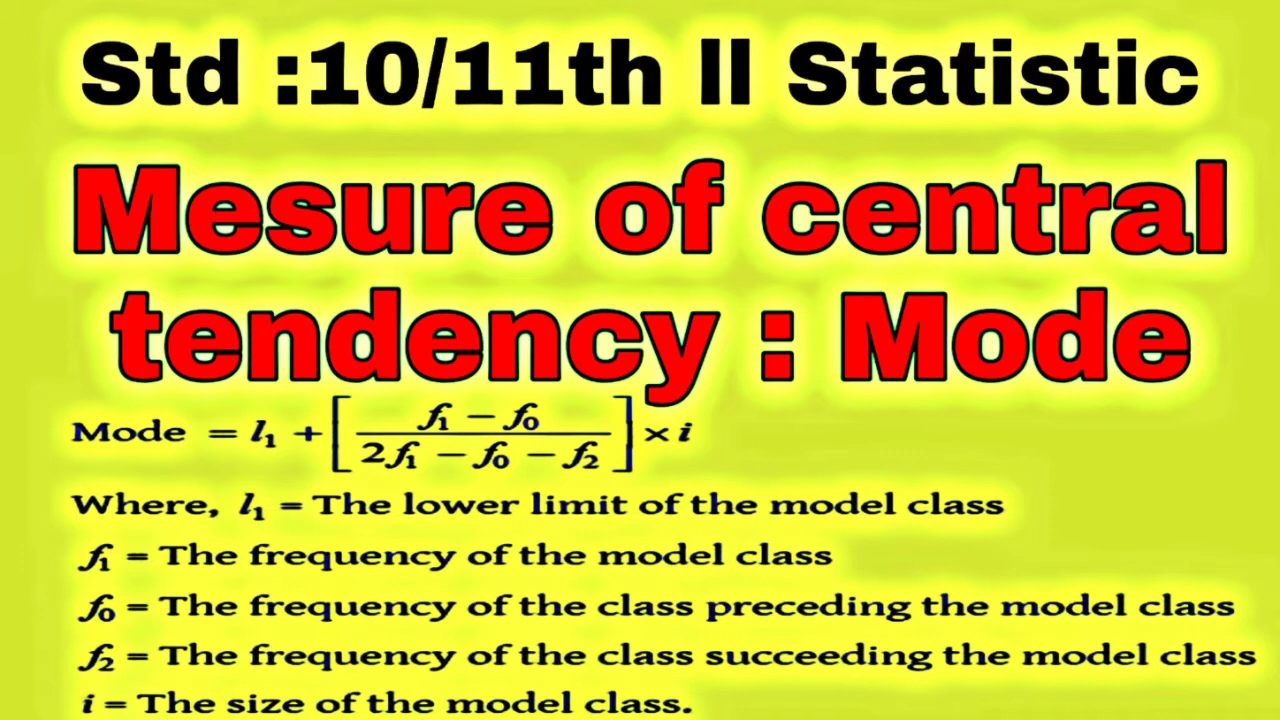 Std :10/11th ll Statistic
Mesure of central
tendency : Mode
Mode = l₁ + [ (f₁ − f₀) / (2f₁ − f₀ − f₂) ] × i
Where, l₁ = The lower limit of the model class
f₁ = The frequency of the model class
f₀ = The frequency of the class preceding the model class
f₂ = The frequency of the class succeeding the model class
i = The size of the model class.